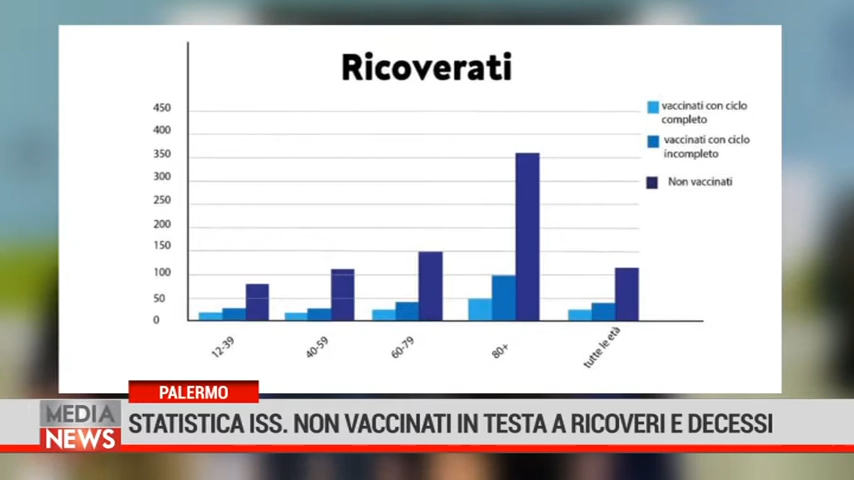 Ricoverati
450
400
350
300
250
200
150
100
50
0
vaccinati con ciclo
completo
vaccinati con ciclo
incompleto
Non vaccinati
12-39
40-59
60-79
80+
tutte le età
PALERMO
MEDIA
NEWS
STATISTICA ISS. NON VACCINATI IN TESTA A RICOVERI E DECESSI